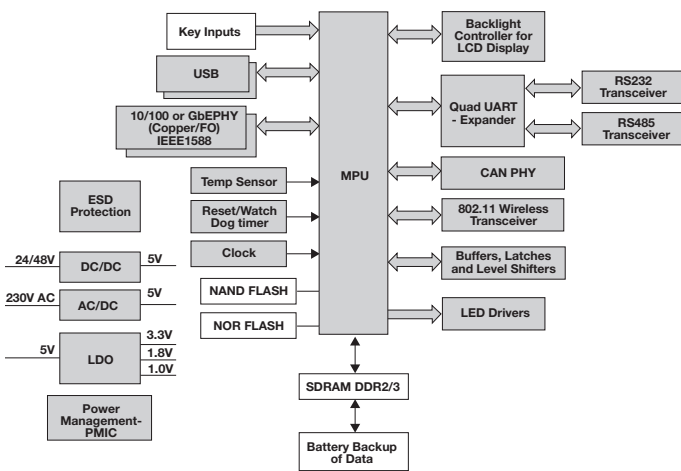 Key Inputs
USB
10/100 or GbEPHY
(Copper/FO)
IEEE1588
Temp Sensor
Reset/Watch
Dog timer
Clock
NAND FLASH
NOR FLASH
MPU
SDRAM DDR2/3
Battery Backup
of Data
Backlight
Controller for
LCD Display
Quad UART
- Expander
RS232
Transceiver
RS485
Transceiver
CAN PHY
802.11 Wireless
Transceiver
Buffers, Latches
and Level Shifters
LED Drivers
ESD
Protection
24/48V
DC/DC
5V
230V AC
AC/DC
5V
5V
LDO
3.3V
1.8V
1.0V
Power
Management-
PMIC